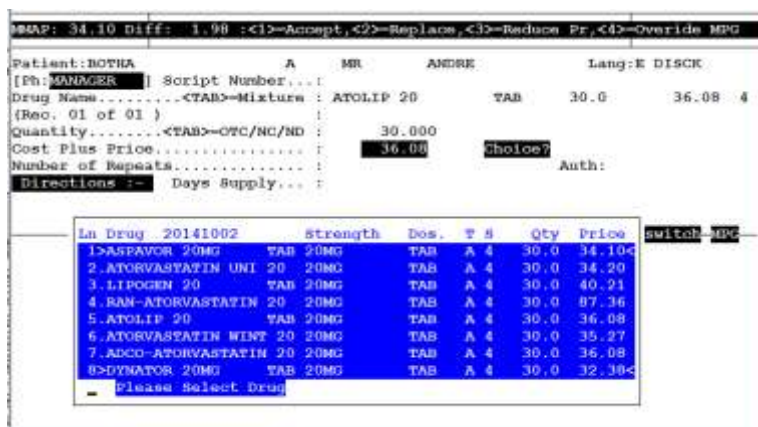 MMAP: 34.10 Diff: 1.98 :<1>=Accept,<2>=Replace,<3>=Reduce Pr,<4>=Overide MPG
Patient:BOTHA A MR ANDRE Lang:E DISCK
[Ph:MANAGER ] Script Number...:
Drug Name.........<TAB>=Mixture : ATOLIP 20 TAB 30.0 36.08 4
(Rec. 01 of 01 ) :
Quantity........<TAB>=OTC/NC/ND : 30.000
Cost Plus Price................ : 36.08 Choice?
Number of Repeats.............. : Auth:
Directions :- Days Supply... :
Ln Drug 20141002 Strength Dos. T S Qty Price switch MPG
1>ASPAVOR 20MG TAB 20MG TAB A 4 30.0 34.10<
2.ATORVASTATIN UNI 20 20MG TAB A 4 30.0 34.20
3.LIPOGEN 20 TAB 20MG TAB A 4 30.0 40.21
4.RAN-ATORVASTATIN 20 20MG TAB A 4 30.0 87.36
5.ATOLIP 20 TAB 20MG TAB A 4 30.0 36.08
6.ATORVASTATIN WINT 20 20MG TAB A 4 30.0 35.27
7.ADCO-ATORVASTATIN 20 20MG TAB A 4 30.0 36.08
8>DYNATOR 20MG TAB 20MG TAB A 4 30.0 32.38<
Please Select Drug